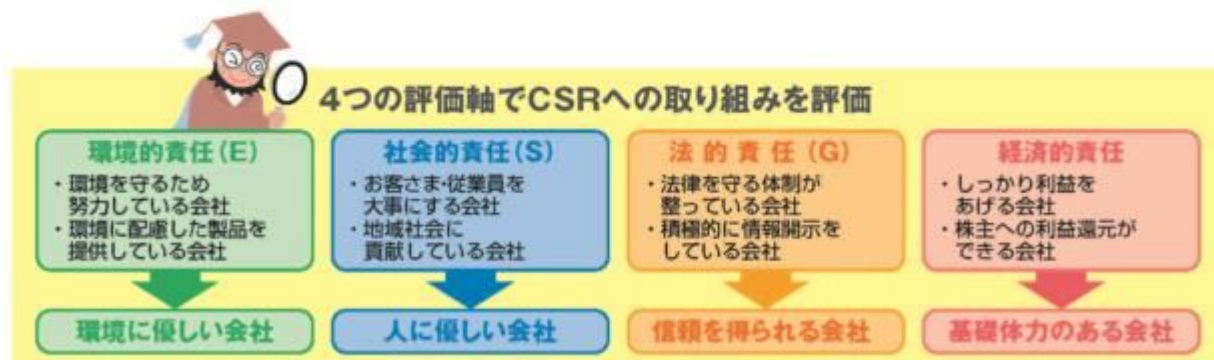 4つの評価軸でCSRへの取り組みを評価
環境的責任(E)
・環境を守るため
努力している会社
・環境に配慮した製品を
提供している会社
環境に優しい会社
社会的責任(S)
・お客さま・従業員を
大事にする会社
・地域社会に
貢献している会社
人に優しい会社
法的責任(G)
・法律を守る体制が
整っている会社
・積極的に情報開示を
している会社
信頼を得られる会社
経済的責任
・しっかり利益を
あげる会社
・株主への利益還元が
できる会社
基礎体力のある会社